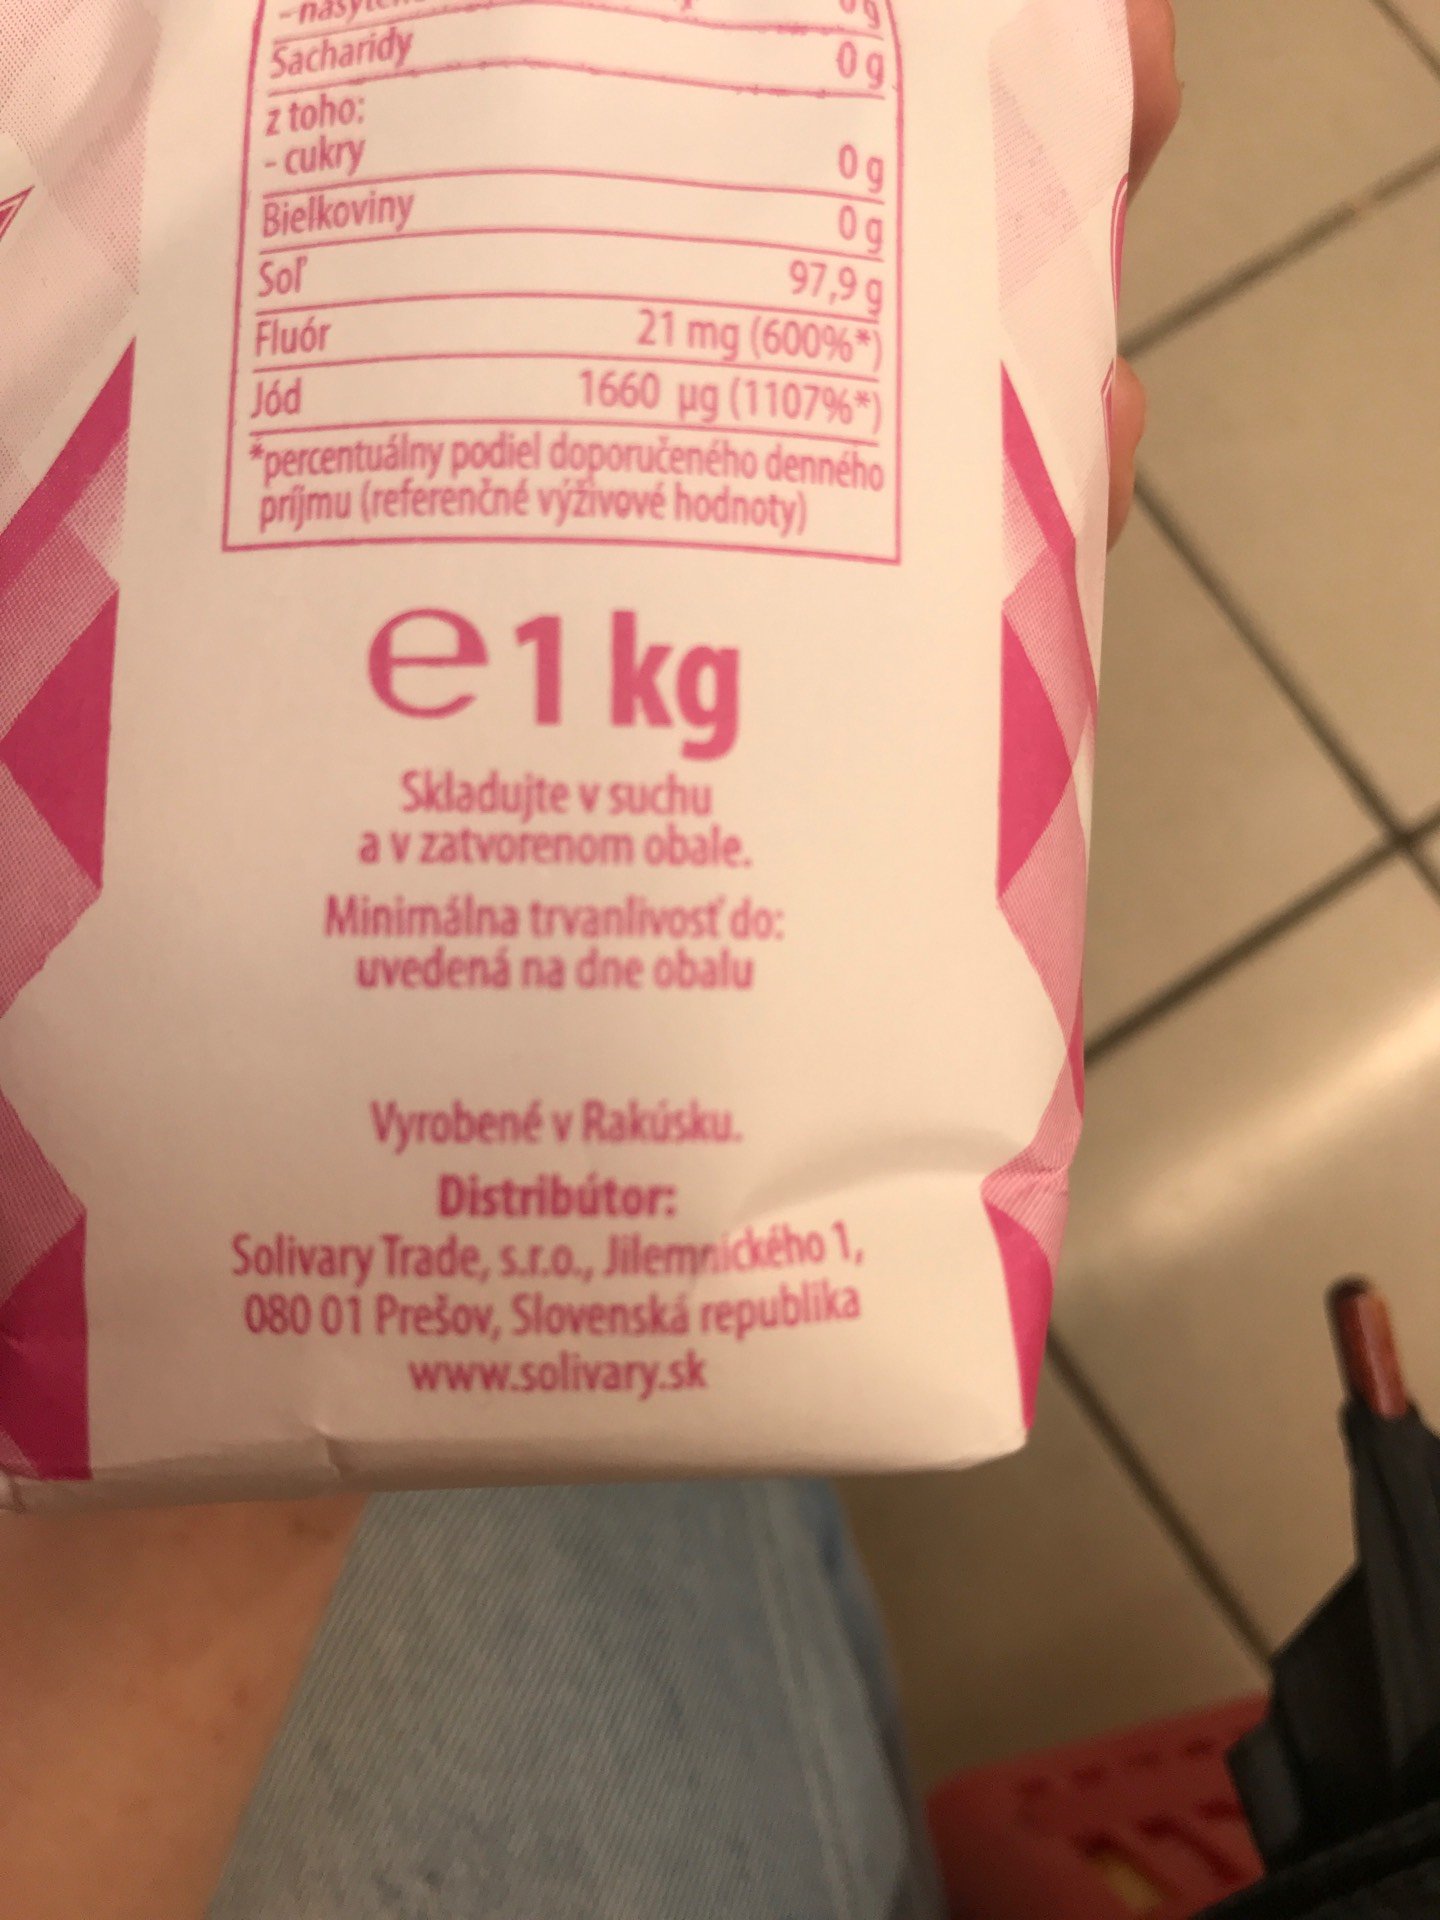 Sacharidy 0 g
z toho:
- cukry 0 g
Bielkoviny 0 g
Soľ 97,9 g
Fluór 21 mg (600%*)
Jód 1660 µg (1107%*)
*percentuálny podiel doporučeného denného
príjmu (referenčné výživové hodnoty)
e 1 kg
Skladujte v suchu
a v zatvorenom obale.
Minimálna trvanlivosť do:
uvedená na dne obalu
Vyrobené v Rakúsku.
Distribútor:
Solivary Trade, s.r.o., Jilemnického 1,
080 01 Prešov, Slovenská republika
www.solivary.sk